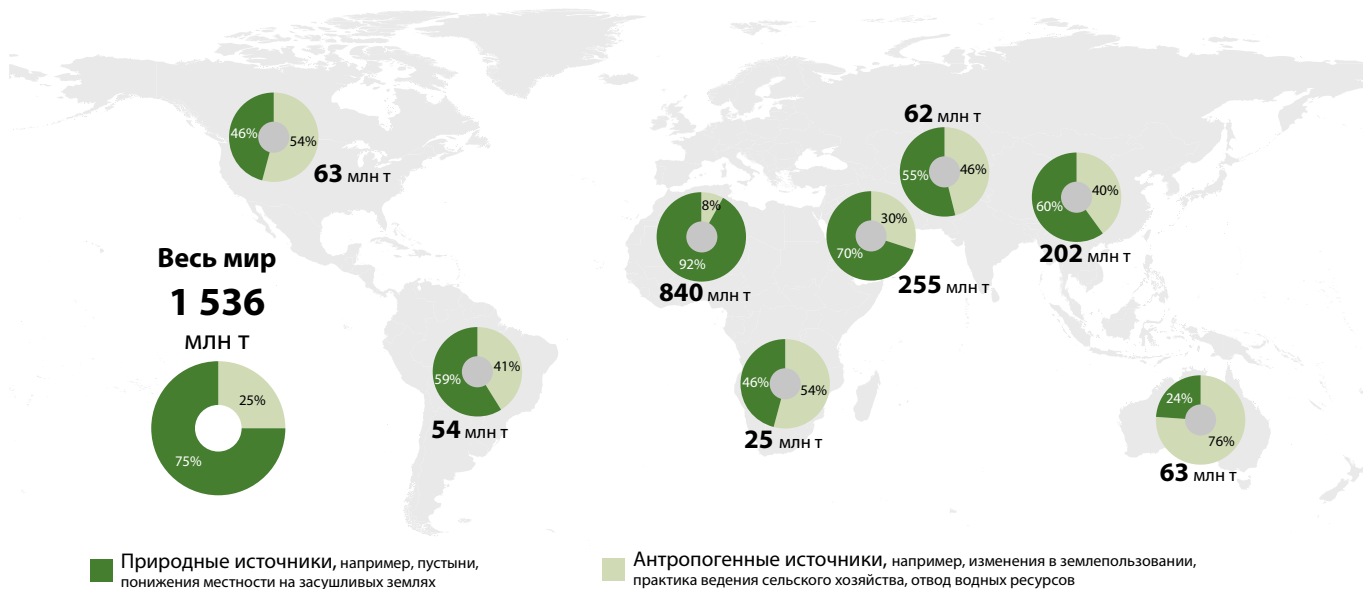 46%
54%
63 млн т
62 млн т
55%
46%
40%
60%
202 млн т
8%
92%
840 млн т
30%
70%
255 млн т
Весь мир
1 536
млн т
25%
75%
59%
41%
54 млн т
46%
54%
25 млн т
24%
76%
63 млн т
Природные источники, например, пустыни,
понижения местности на засушливых землях
Антропогенные источники, например, изменения в землепользовании,
практика ведения сельского хозяйства, отвод водных ресурсов